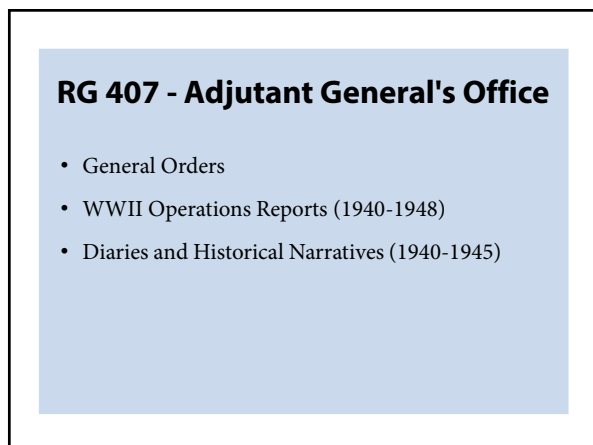 RG 407 - Adjutant General's Office
• General Orders
• WWII Operations Reports (1940-1948)
• Diaries and Historical Narratives (1940-1945)